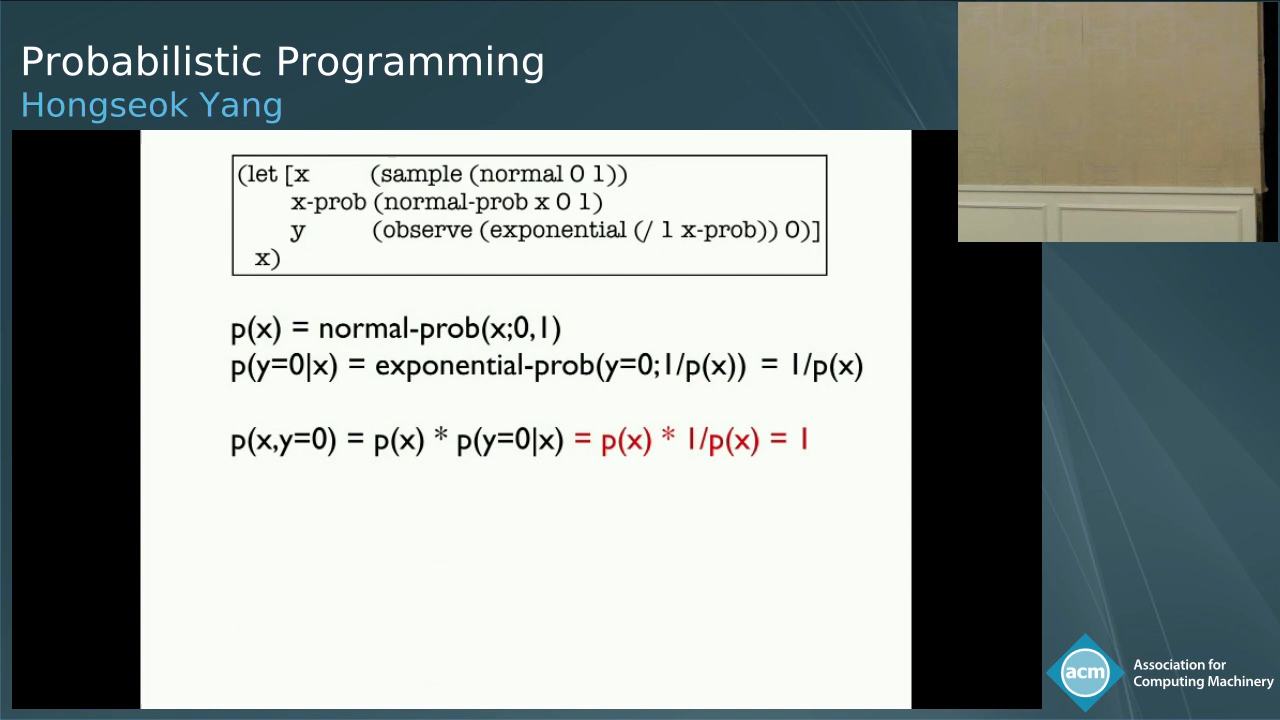 Probabilistic Programming
Hongseok Yang
(let [x (sample (normal 0 1))
x-prob (normal-prob x 0 1)
y (observe (exponential (/ 1 x-prob)) 0)]
x)
p(x) = normal-prob(x;0,1)
p(y=0|x) = exponential-prob(y=0;1/p(x)) = 1/p(x)
p(x,y=0) = p(x) * p(y=0|x) = p(x) * 1/p(x) = 1
acm
Association for
Computing Machinery